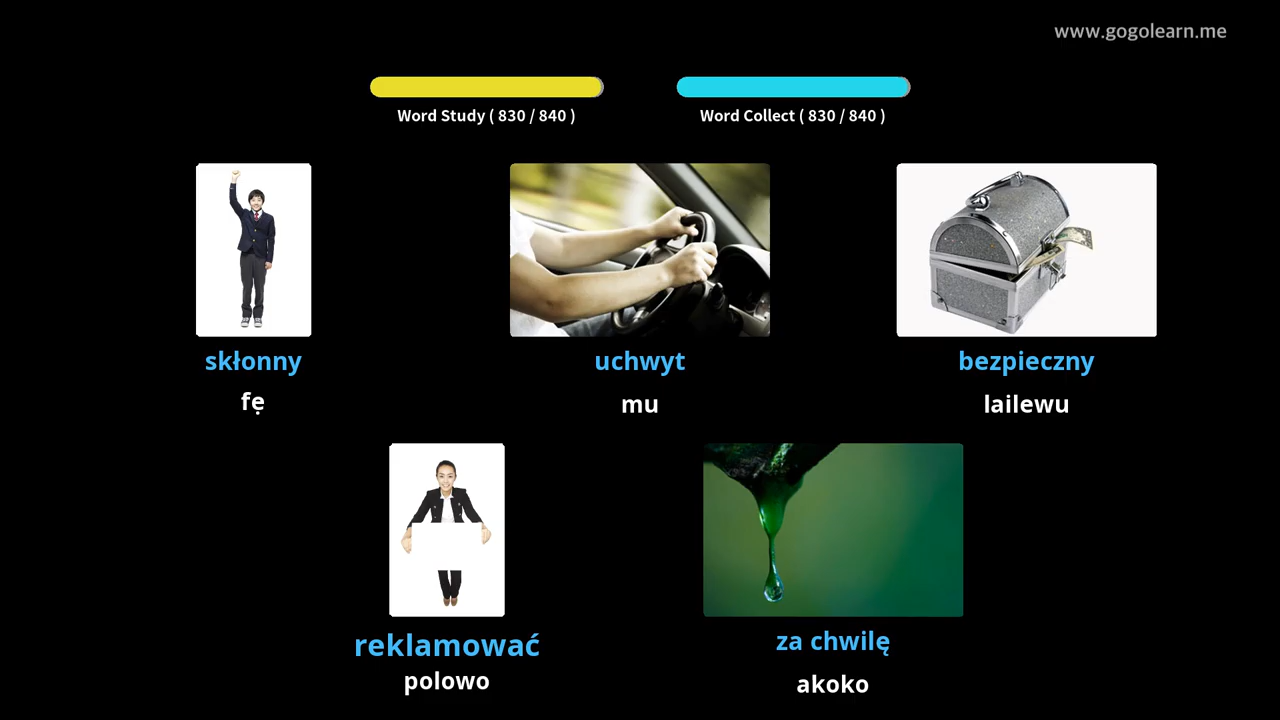 www.gogolearn.me
Word Study ( 830 / 840 )
Word Collect ( 830 / 840 )
skłonny
uchwyt
bezpieczny
fẹ
mu
lailewu
reklamować
za chwilę
polowo
akoko